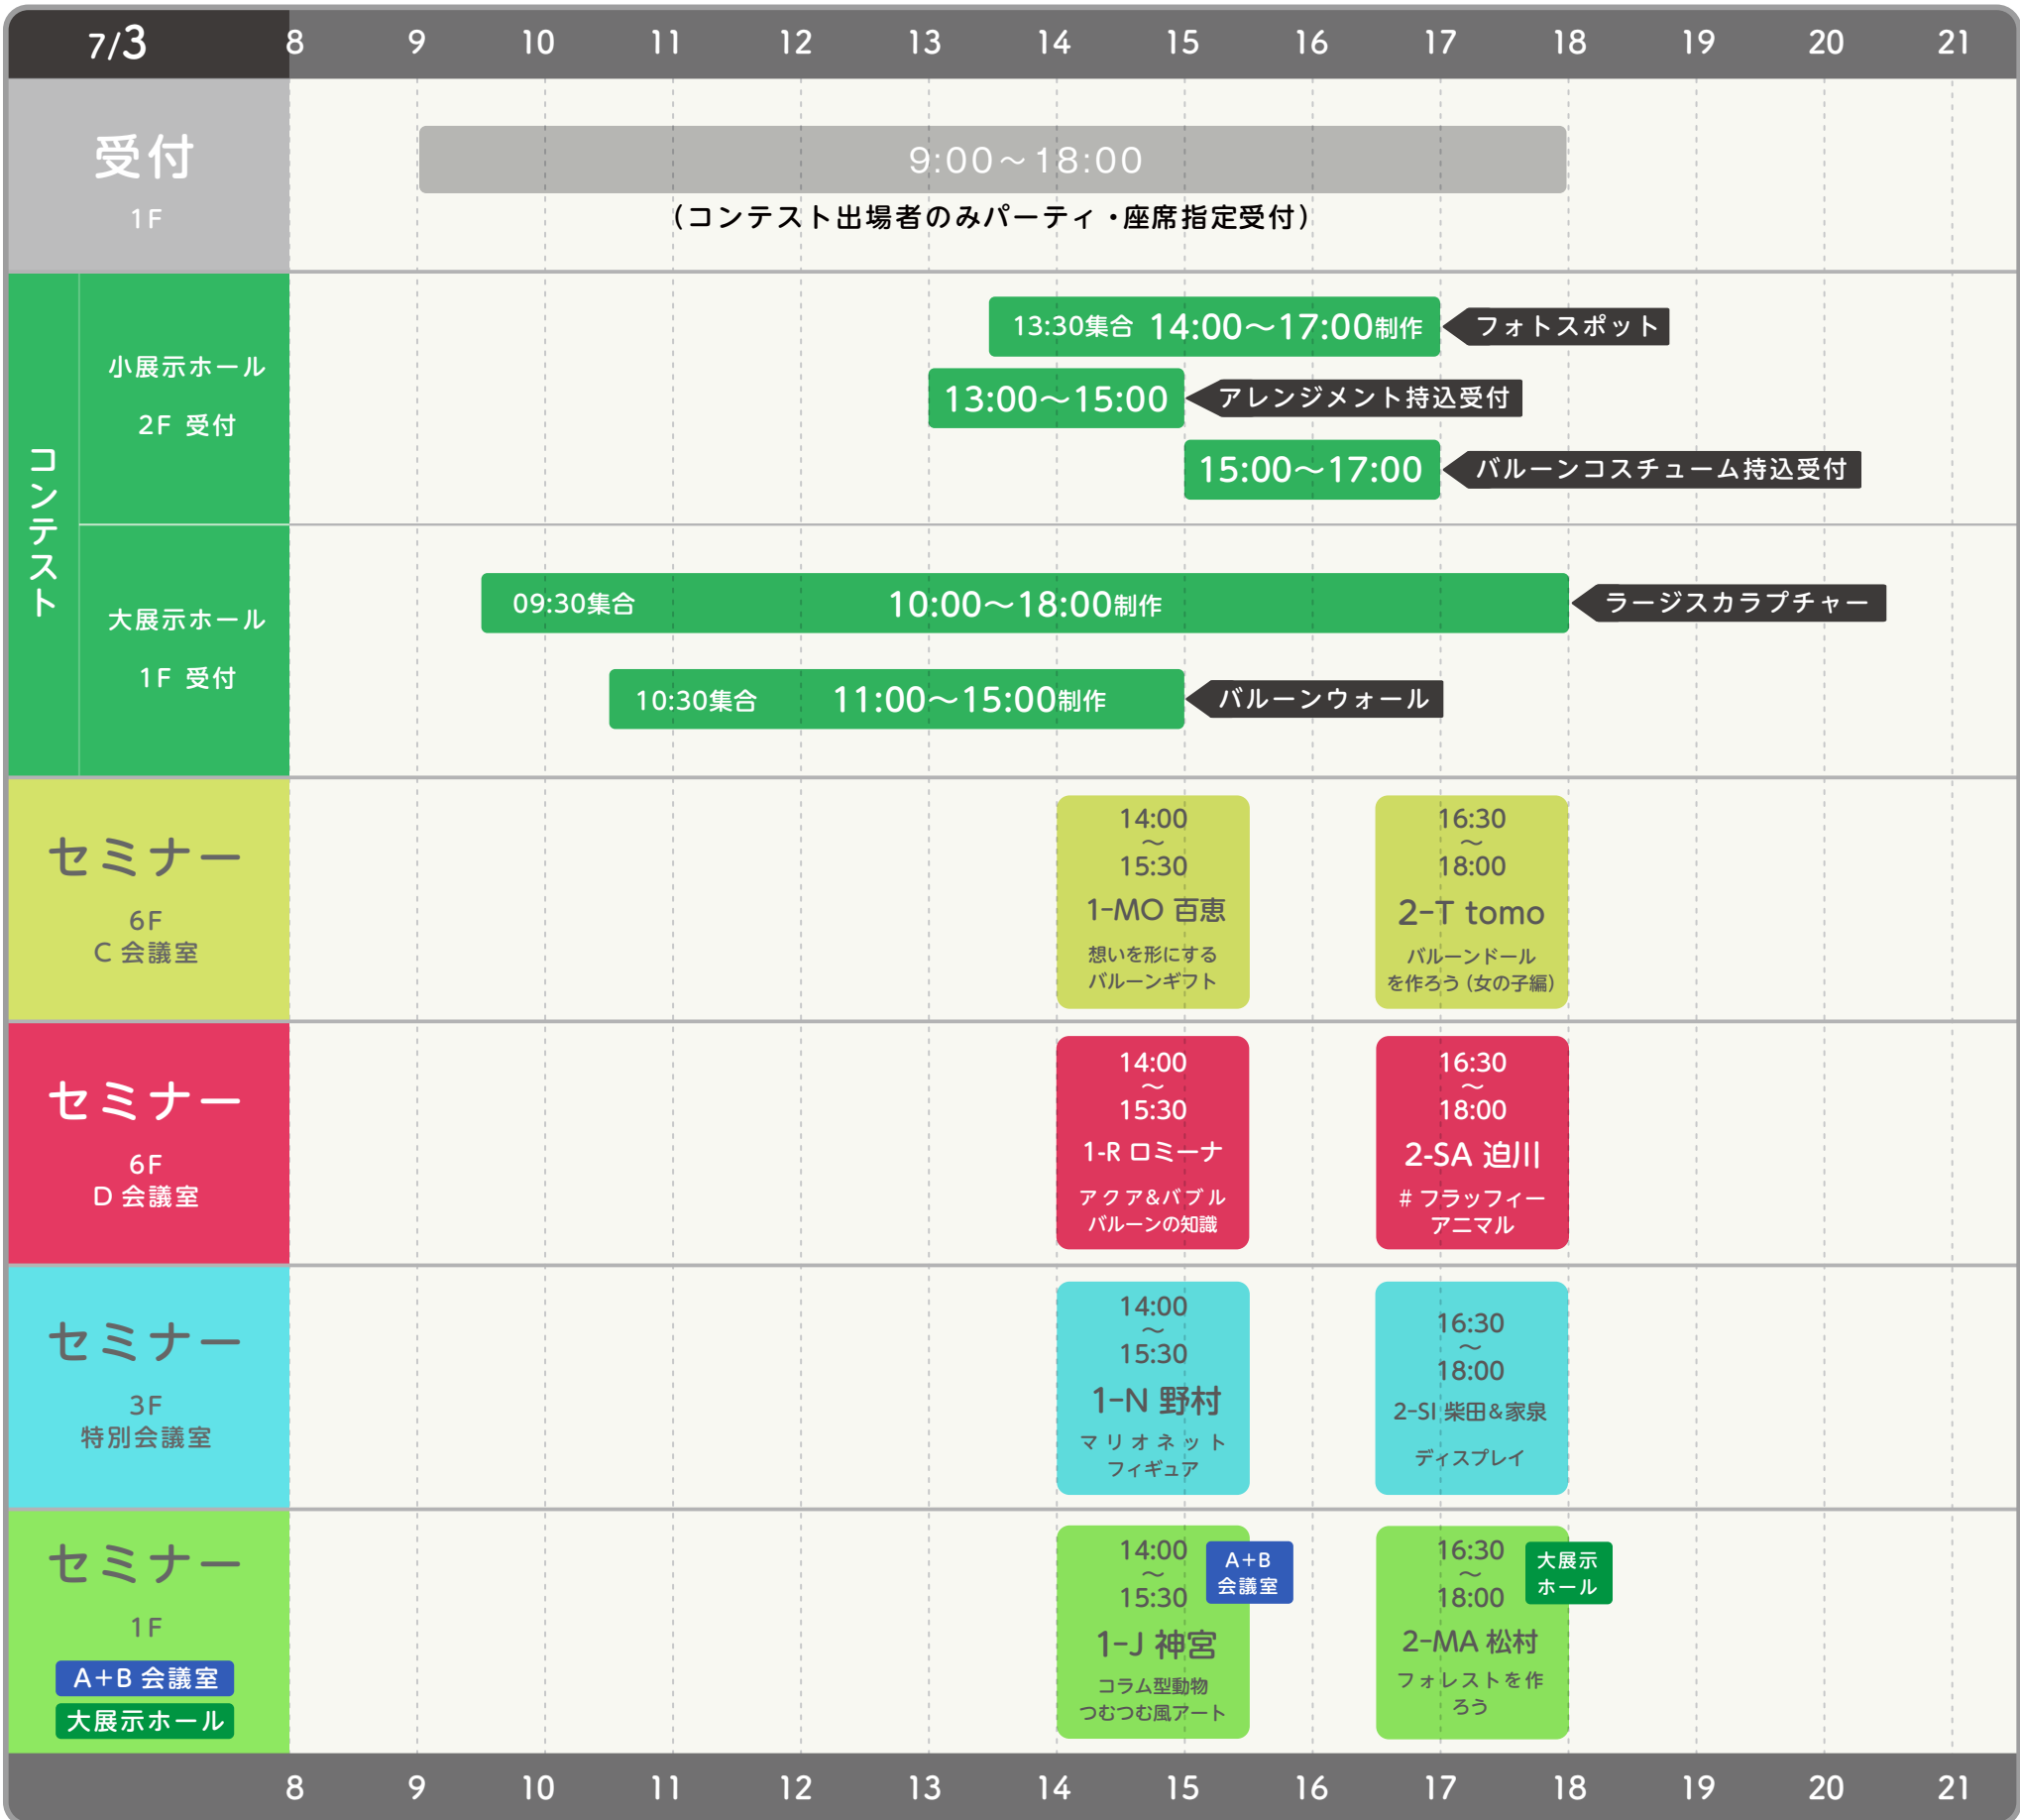 7/3 8 9 10 11 12 13 14 15 16 17 18 19 20 21
受付
1F
9:00〜18:00
(コンテスト出場者のみパーティ・座席指定受付)
コンテスト
小展示ホール
2F 受付
13:30集合 14:00〜17:00制作 フォトスポット
13:00〜15:00 アレンジメント持込受付
15:00〜17:00 バルーンコスチューム持込受付
大展示ホール
1F 受付
09:30集合 10:00〜18:00制作 ラージスカラプチャー
10:30集合 11:00〜15:00制作 バルーンウォール
セミナー
6F
C 会議室
14:00
〜
15:30
1-MO 百恵
想いを形にする
バルーンギフト
16:30
〜
18:00
2-T tomo
バルーンドール
を作ろう(女の子編)
セミナー
6F
D 会議室
14:00
〜
15:30
1-R ロミーナ
アクア&バブル
バルーンの知識
16:30
〜
18:00
2-SA 迫川
# フラッフィー
アニマル
セミナー
3F
特別会議室
14:00
〜
15:30
1-N 野村
マリオネット
フィギュア
16:30
〜
18:00
2-SI 柴田&家泉
ディスプレイ
セミナー
1F
A+B 会議室
大展示ホール
14:00
〜
15:30
A+B
会議室
1-J 神宮
コラム型動物
つむつむ風アート
16:30
〜
18:00
大展示
ホール
2-MA 松村
フォレストを作
ろう
8 9 10 11 12 13 14 15 16 17 18 19 20 21